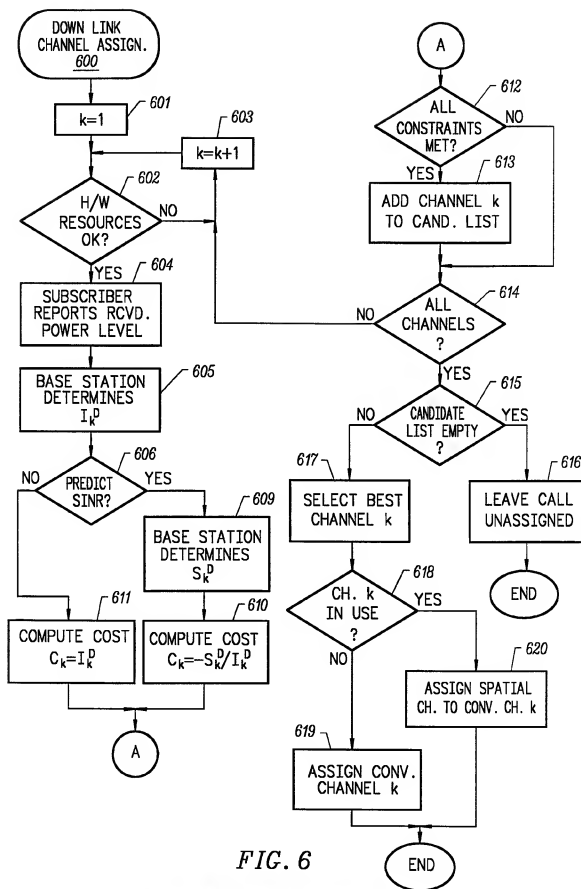 DOWN LINK
CHANNEL ASSIGN.
600
601
k=1
603
k=k+1
602
H/W
RESOURCES
OK?
NO
YES
604
SUBSCRIBER
REPORTS RCVD.
POWER LEVEL
605
BASE STATION
DETERMINES
I_k^D
606
PREDICT
SINR?
NO
YES
609
BASE STATION
DETERMINES
S_k^D
611
COMPUTE COST
C_k=I_k^D
610
COMPUTE COST
C_k=-S_k^D/I_k^D
A
A
612
ALL
CONSTRAINTS
MET?
NO
YES
613
ADD CHANNEL k
TO CAND. LIST
614
ALL
CHANNELS
?
NO
YES
615
CANDIDATE
LIST EMPTY
?
NO
YES
617
SELECT BEST
CHANNEL k
616
LEAVE CALL
UNASSIGNED
END
618
CH. k
IN USE
?
YES
NO
620
ASSIGN SPATIAL
CH. TO CONV. CH. k
619
ASSIGN CONV.
CHANNEL k
END
FIG. 6